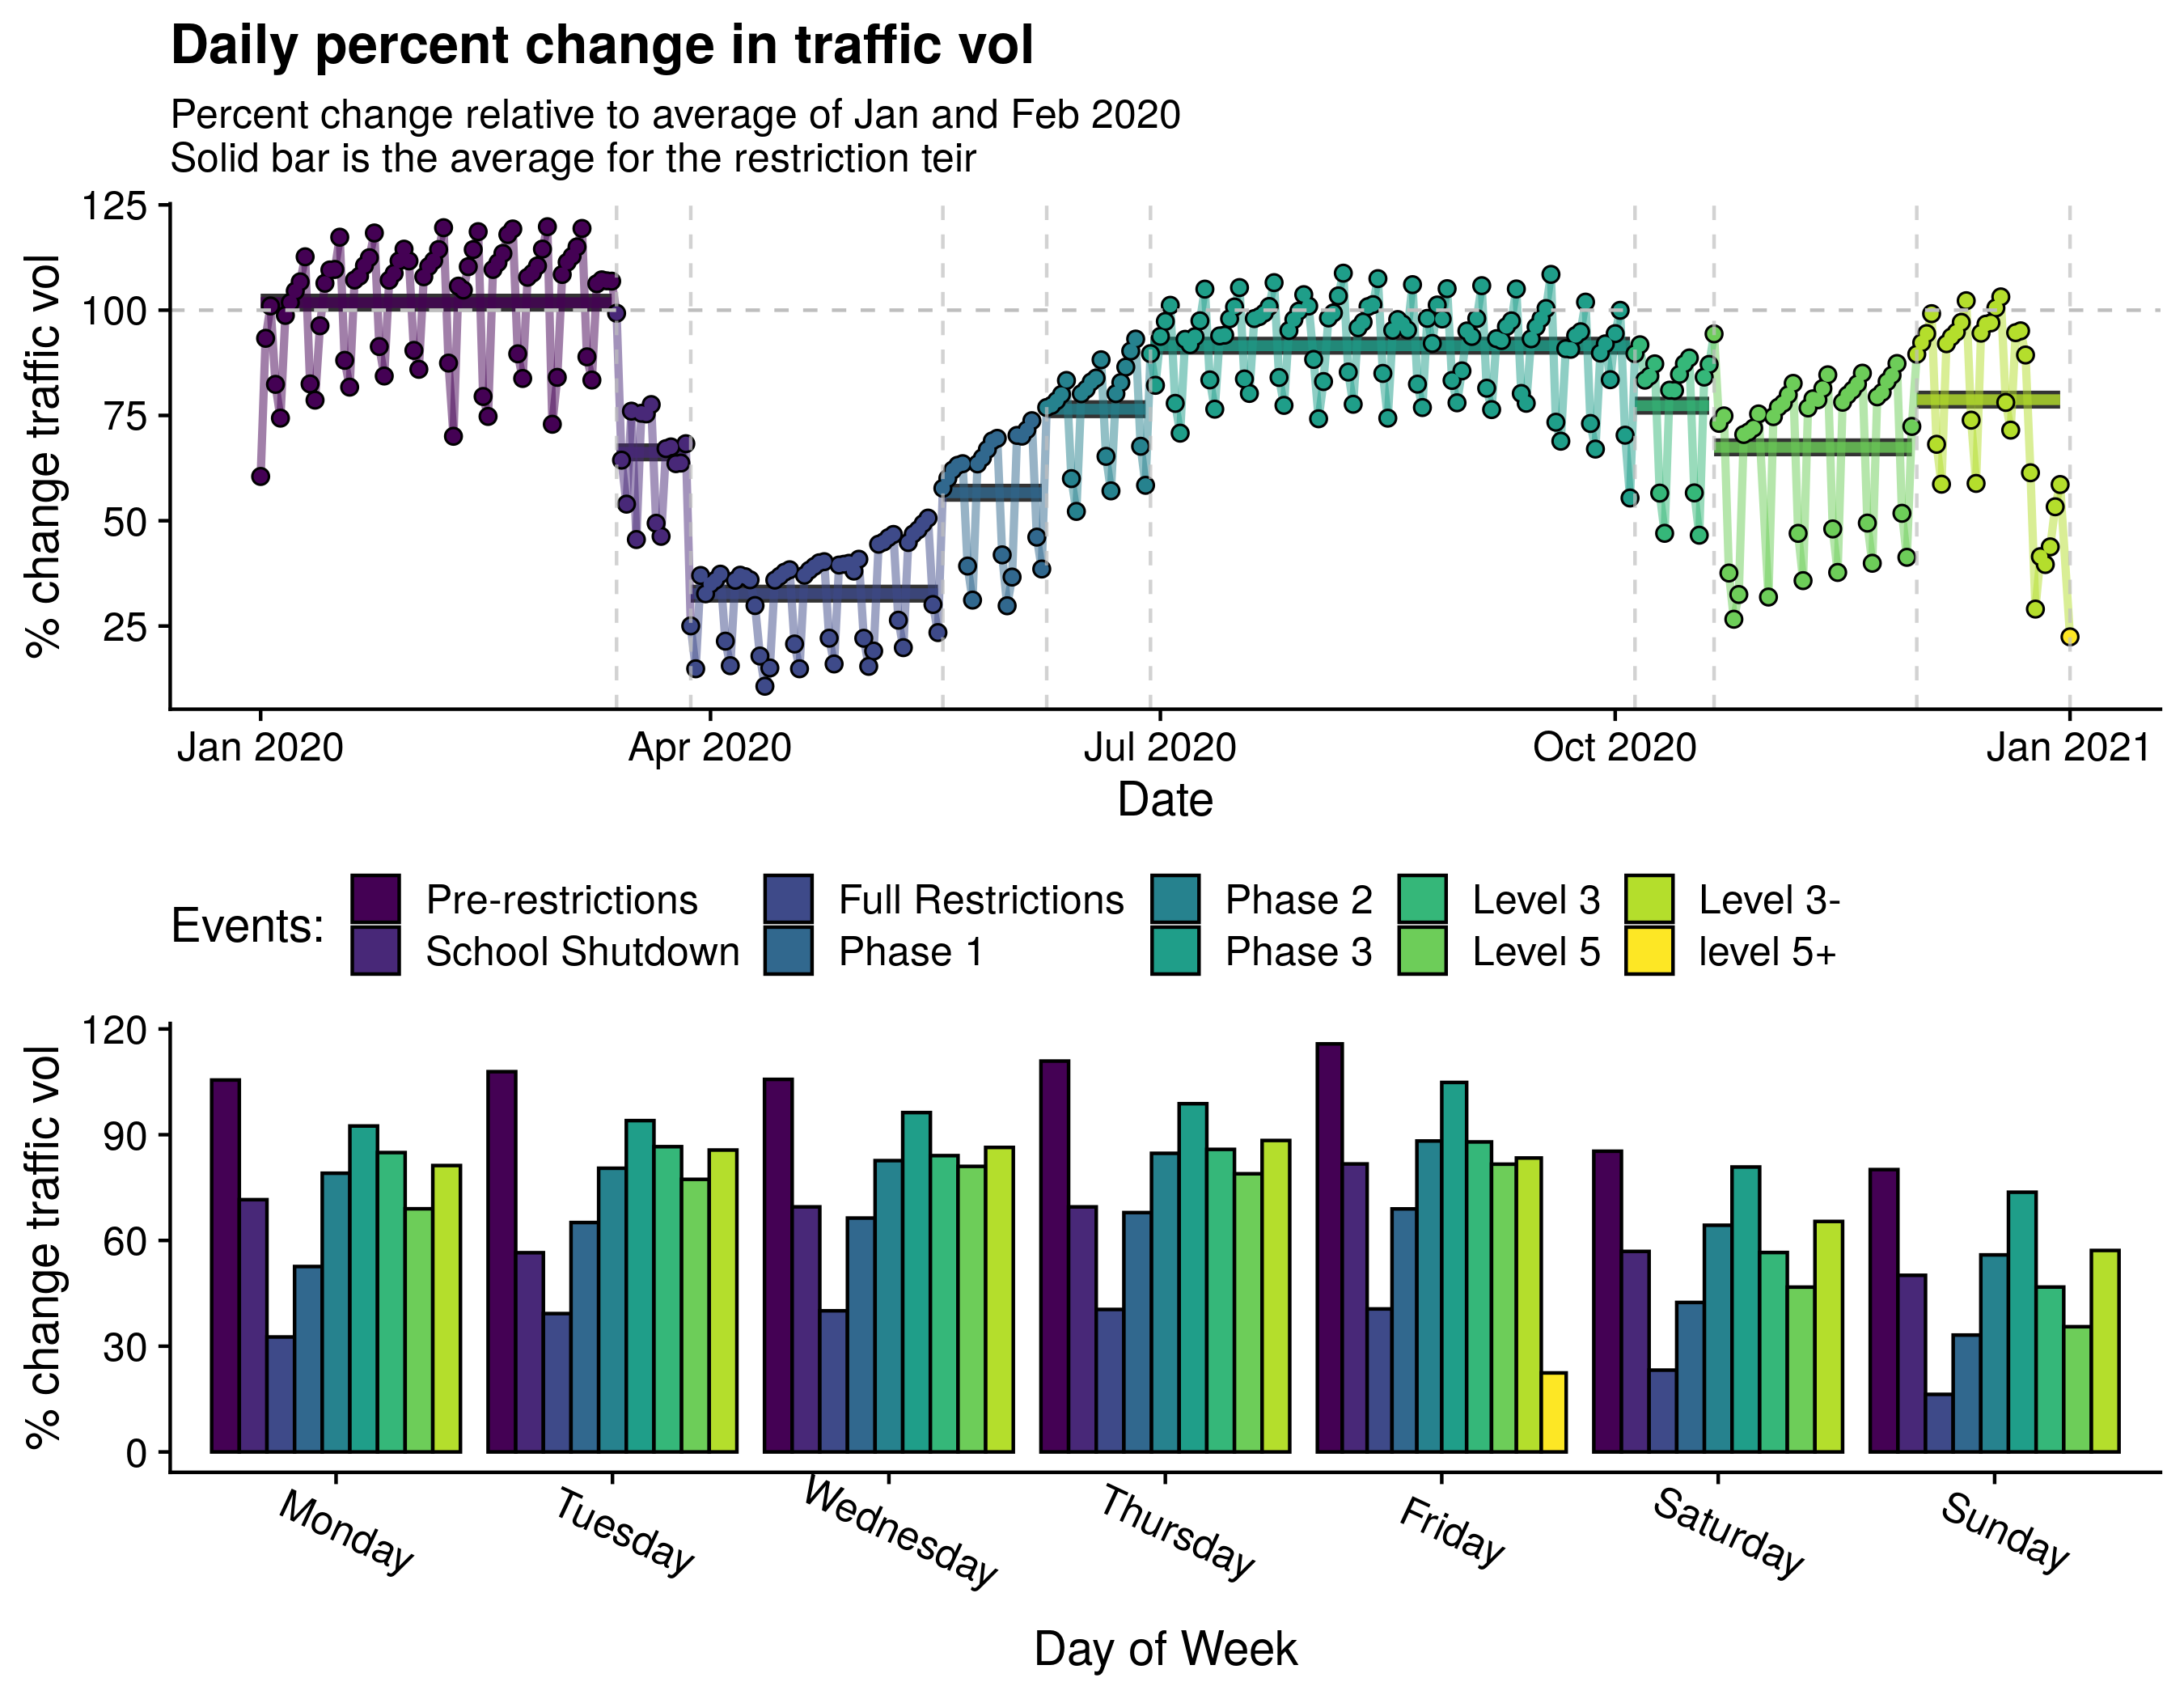 Daily percent change in traffic vol
Percent change relative to average of Jan and Feb 2020
Solid bar is the average for the restriction teir
% change traffic vol
125
100
75
50
25
Jan 2020 Apr 2020 Jul 2020 Oct 2020 Jan 2021
Date
Events: Pre-restrictions Full Restrictions Phase 2 Level 3 Level 3-
School Shutdown Phase 1 Phase 3 Level 5 level 5+
% change traffic vol
120
90
60
30
0
Monday Tuesday Wednesday Thursday Friday Saturday Sunday
Day of Week